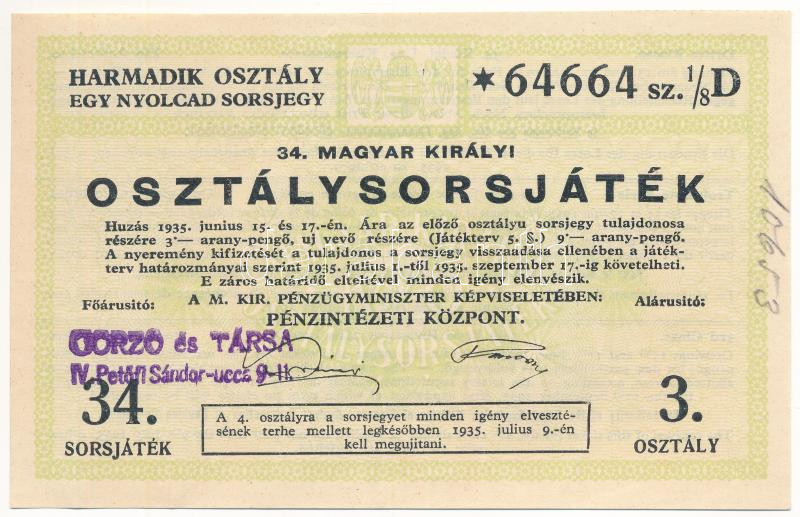 HARMADIK OSZTÁLY
EGY NYOLCAD SORSJEGY
*64664 sz. 1/8 D
34. MAGYAR KIRÁLYI
OSZTÁLYSORSJÁTÉK
Huzás 1935. junius 15. és 17.-én. Ára az előző osztályu sorsjegy tulajdonosa
részére 3·— arany-pengő, uj vevő részére (Játékterv 5. §.) 9·— arany-pengő.
A nyeremény kifizetését a tulajdonos a sorsjegy visszaadása ellenében a játék-
terv határozmányai szerint 1935. julius 1.-től 1935. szeptember 17.-ig követelheti.
E záros határidő elteltével minden igény elenyészik.
Főárusító:
A M. KIR. PÉNZÜGYMINISZTER KÉPVISELETÉBEN:
Alárusitó:
PÉNZINTÉZETI KÖZPONT.
GORZÓ és TÁRSA
IV. Petőfi Sándor-ucca 9-11.
34.
SORSJÁTÉK
A 4. osztályra a sorsjegyet minden igény elveszté-
sének terhe mellett legkésőbben 1935. julius 9.-én
kell megujitani.
3.
OSZTÁLY
10653